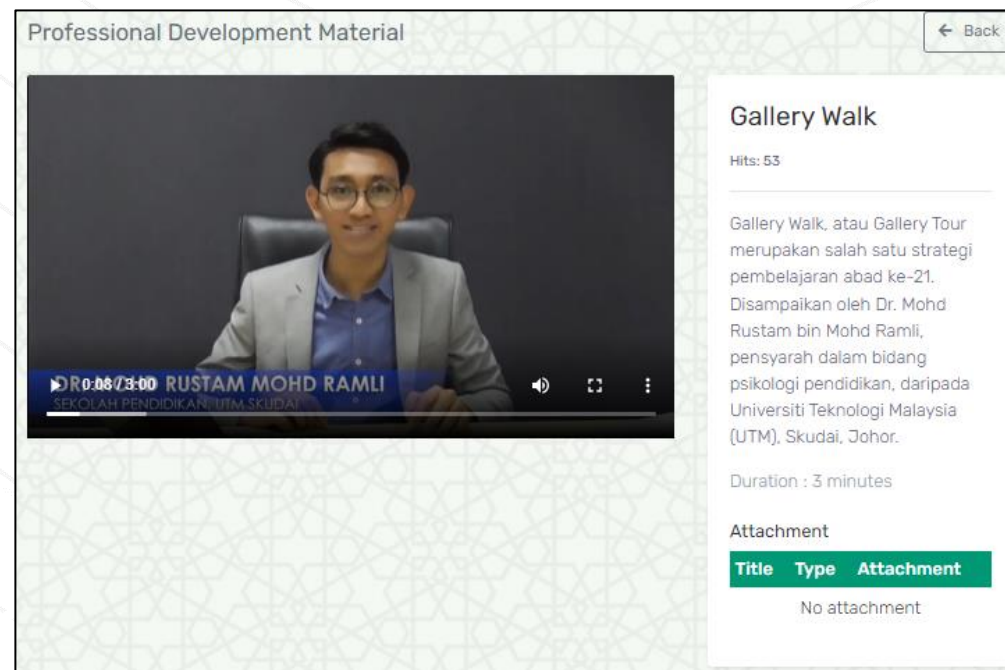 Professional Development Material
← Back
Gallery Walk
Hits: 53
Gallery Walk, atau Gallery Tour
merupakan salah satu strategi
pembelajaran abad ke-21.
Disampaikan oleh Dr. Mohd
Rustam bin Mohd Ramli,
pensyarah dalam bidang
psikologi pendidikan, daripada
Universiti Teknologi Malaysia
(UTM), Skudai, Johor.
Duration : 3 minutes
Attachment
Title Type Attachment
No attachment
DR. MOHD RUSTAM MOHD RAMLI
0:08 / 3:00
SEKOLAH PENDIDIKAN, UTM SKUDAI